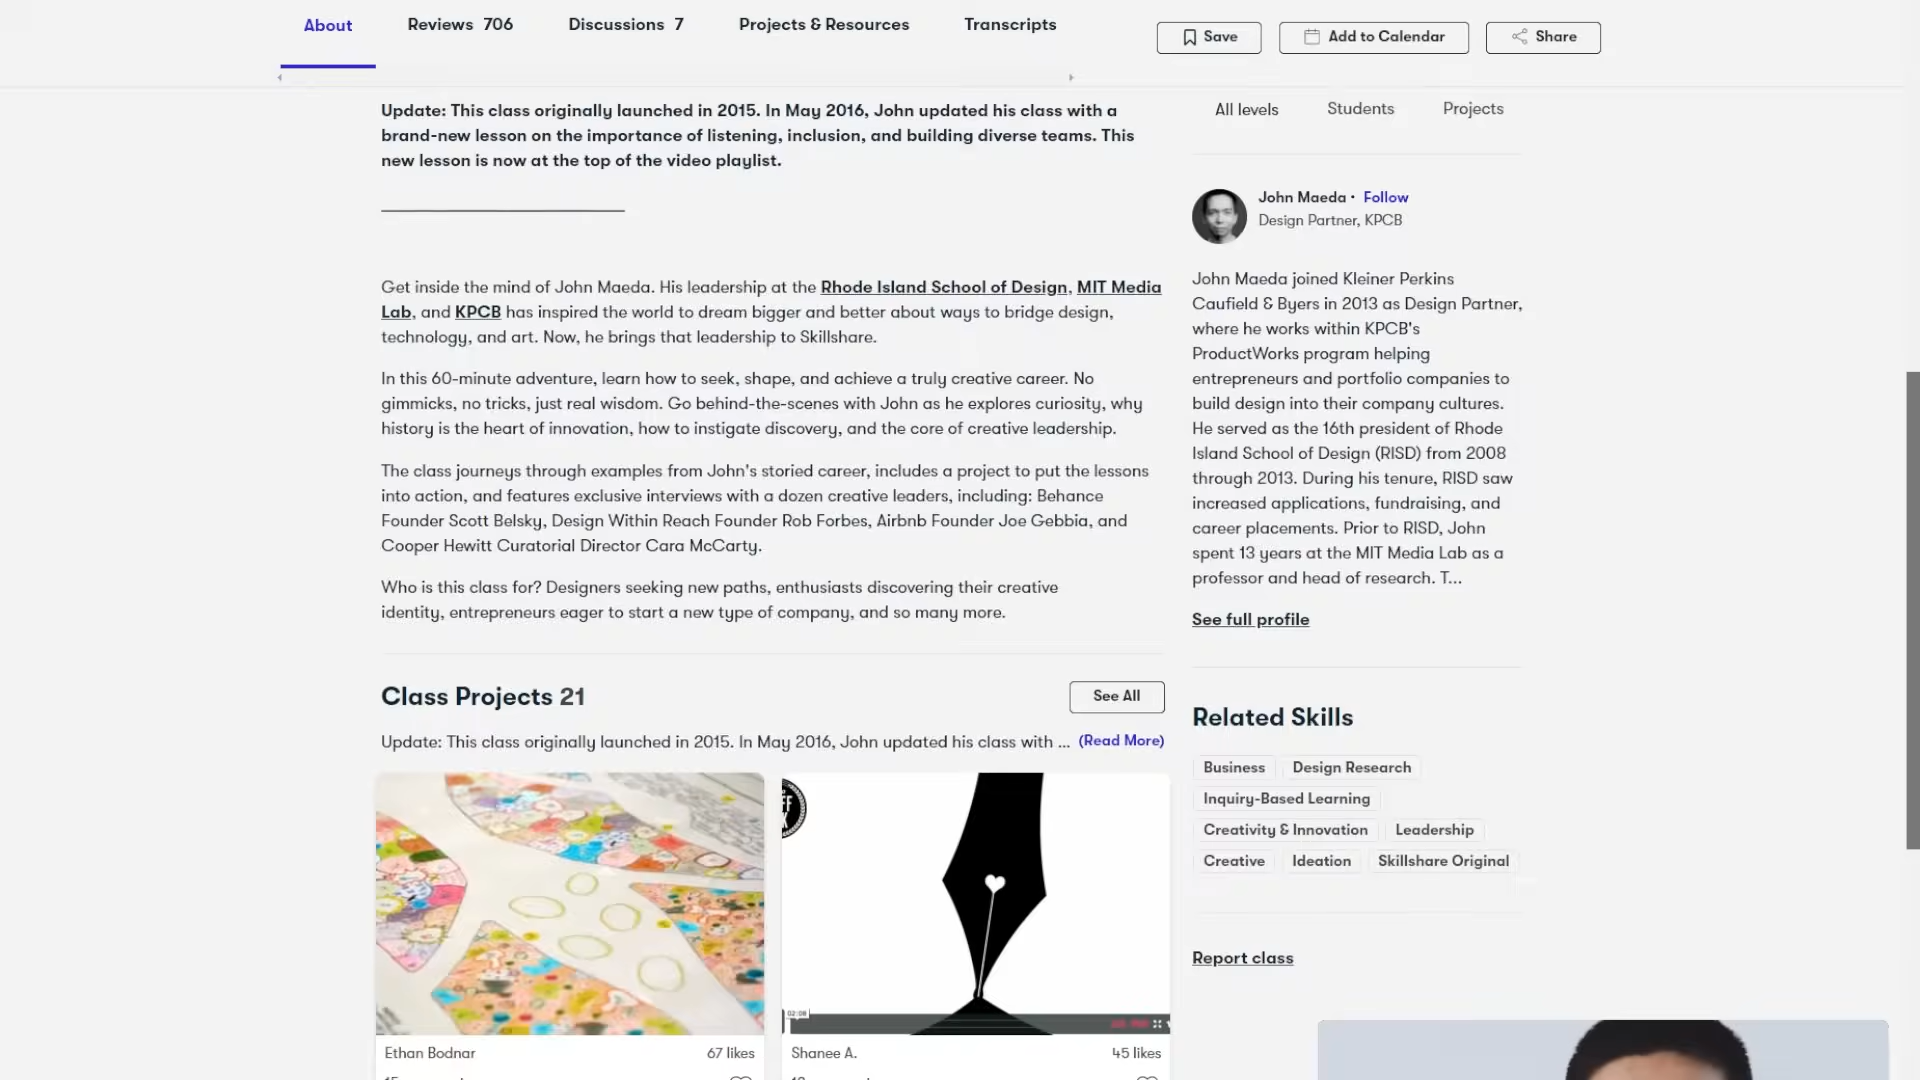 About
Reviews 706
Discussions 7
Projects & Resources
Transcripts
Save
Add to Calendar
Share
Update: This class originally launched in 2015. In May 2016, John updated his class with a
brand-new lesson on the importance of listening, inclusion, and building diverse teams. This
new lesson is now at the top of the video playlist.
Get inside the mind of John Maeda. His leadership at the Rhode Island School of Design, MIT Media
Lab, and KPCB has inspired the world to dream bigger and better about ways to bridge design,
technology, and art. Now, he brings that leadership to Skillshare.
In this 60-minute adventure, learn how to seek, shape, and achieve a truly creative career. No
gimmicks, no tricks, just real wisdom. Go behind-the-scenes with John as he explores curiosity, why
history is the heart of innovation, how to instigate discovery, and the core of creative leadership.
The class journeys through examples from John's storied career, includes a project to put the lessons
into action, and features exclusive interviews with a dozen creative leaders, including: Behance
Founder Scott Belsky, Design Within Reach Founder Rob Forbes, Airbnb Founder Joe Gebbia, and
Cooper Hewitt Curatorial Director Cara McCarty.
Who is this class for? Designers seeking new paths, enthusiasts discovering their creative
identity, entrepreneurs eager to start a new type of company, and so many more.
Class Projects 21
See All
Update: This class originally launched in 2015. In May 2016, John updated his class with ... (Read More)
02:08
Ethan Bodnar
67 likes
Shanee A.
45 likes
All levels
Students
Projects
John Maeda · Follow
Design Partner, KPCB
John Maeda joined Kleiner Perkins
Caufield & Byers in 2013 as Design Partner,
where he works within KPCB's
ProductWorks program helping
entrepreneurs and portfolio companies to
build design into their company cultures.
He served as the 16th president of Rhode
Island School of Design (RISD) from 2008
through 2013. During his tenure, RISD saw
increased applications, fundraising, and
career placements. Prior to RISD, John
spent 13 years at the MIT Media Lab as a
professor and head of research. T...
See full profile
Related Skills
Business
Design Research
Inquiry-Based Learning
Creativity & Innovation
Leadership
Creative
Ideation
Skillshare Original
Report class